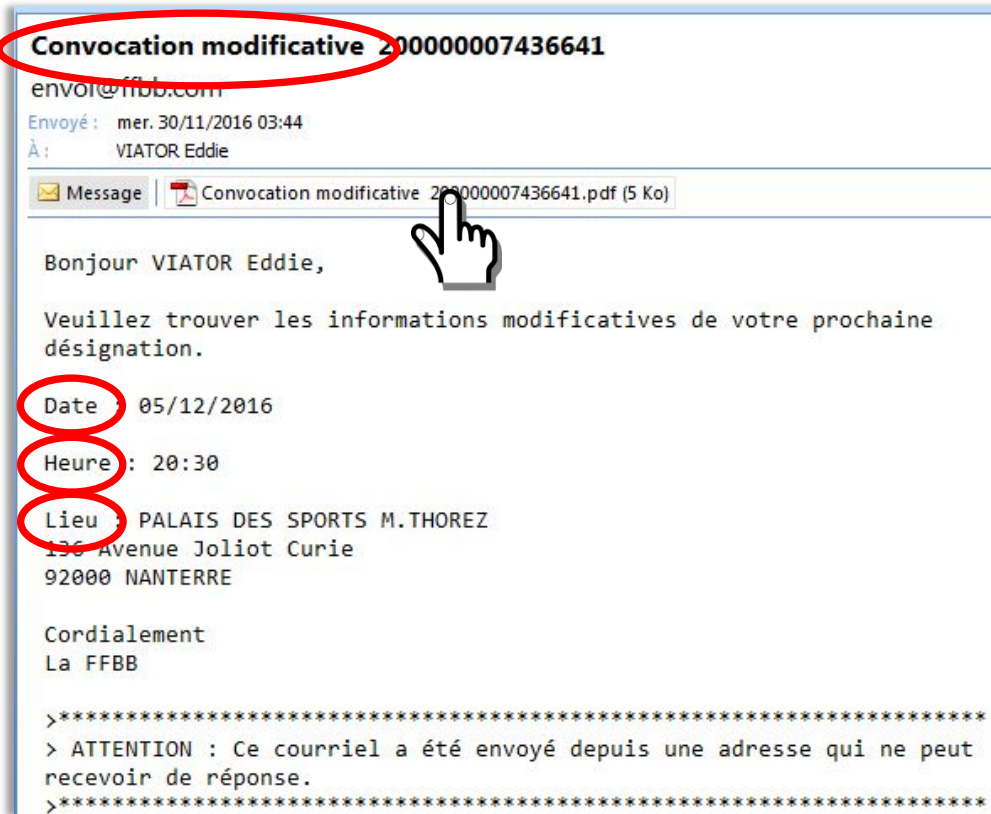 Convocation modificative 200000007436641
envoi@ffbb.com
Envoyé : mer. 30/11/2016 03:44
À : VIATOR Eddie
Message Convocation modificative 200000007436641.pdf (5 Ko)
Bonjour VIATOR Eddie,
Veuillez trouver les informations modificatives de votre prochaine
désignation.
Date : 05/12/2016
Heure : 20:30
Lieu : PALAIS DES SPORTS M.THOREZ
136 Avenue Joliot Curie
92000 NANTERRE
Cordialement
La FFBB
>*********************************************************************
> ATTENTION : Ce courriel a été envoyé depuis une adresse qui ne peut
recevoir de réponse.
>*********************************************************************